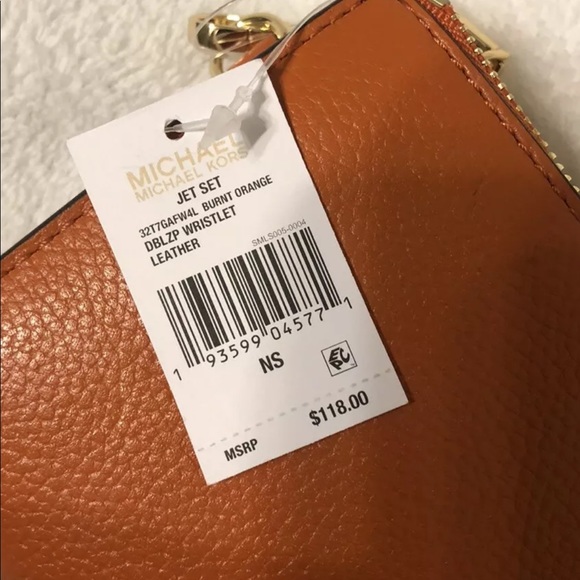 MICHAEL
MICHAEL KORS
JET SET
32T7GAFW4L BURNT ORANGE
DBLZP WRISTLET
LEATHER
SMLS005-0004
1 93599 04577 1
NS
EPC
MSRP $118.00